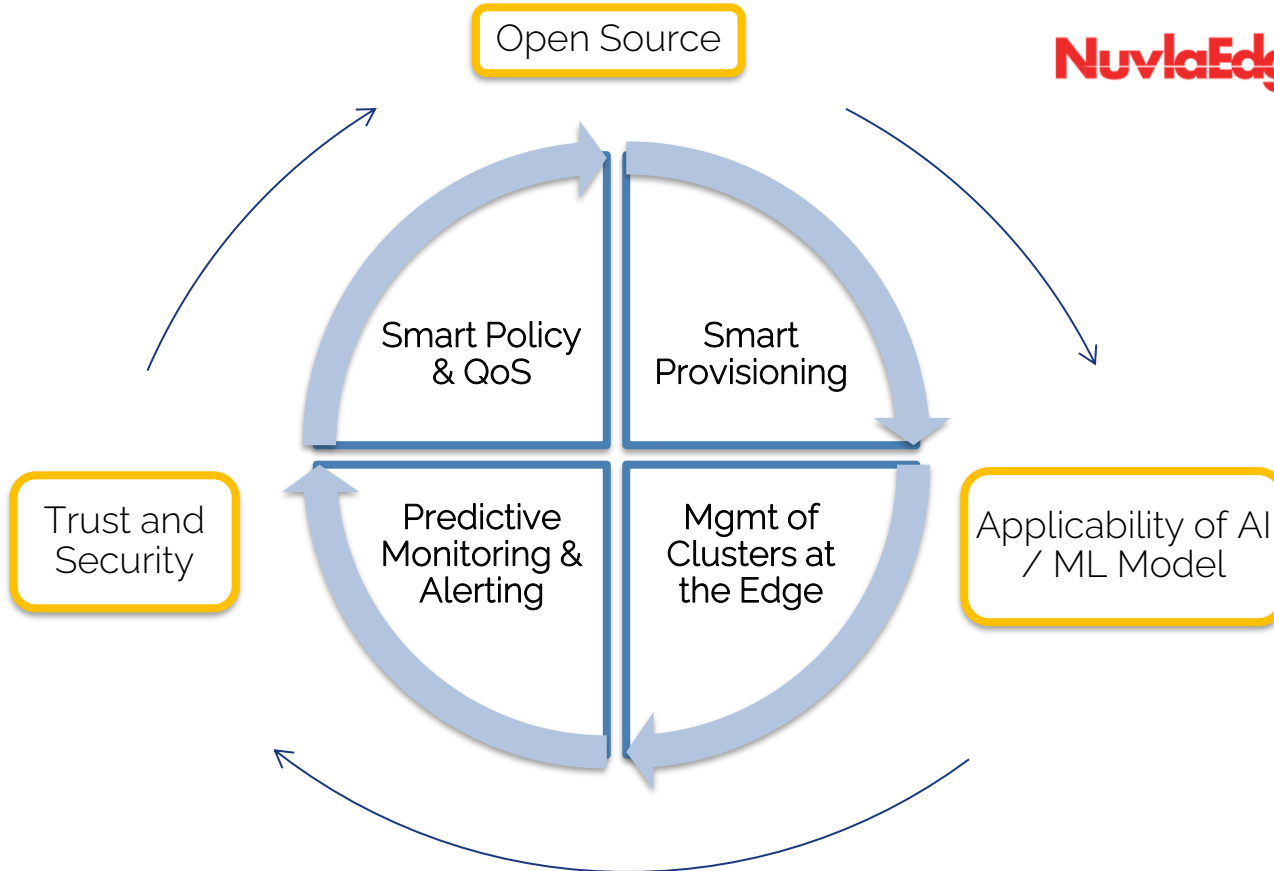 Open Source
NuvlaEdg
Smart Policy
& QoS
Smart
Provisioning
Trust and
Security
Predictive
Monitoring &
Alerting
Mgmt of
Clusters at
the Edge
Applicability of AI
/ ML Model